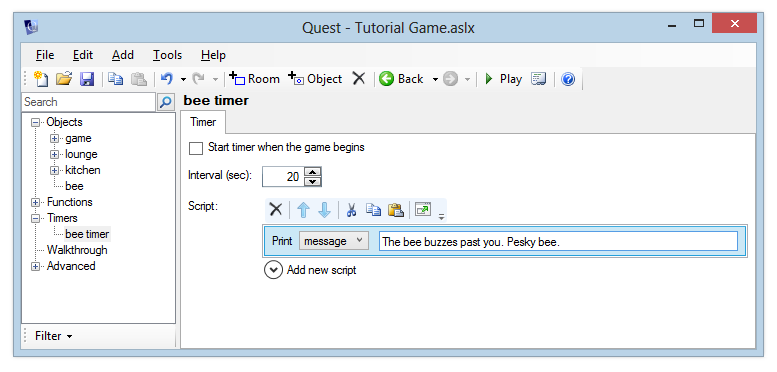 Quest - Tutorial Game.aslx
File Edit Add Tools Help
Room Object Back Play
Search
bee timer
Timer
Objects
game
lounge
kitchen
bee
Functions
Timers
bee timer
Walkthrough
Advanced
Filter
Start timer when the game begins
Interval (sec): 20
Script:
Print message The bee buzzes past you. Pesky bee.
Add new script